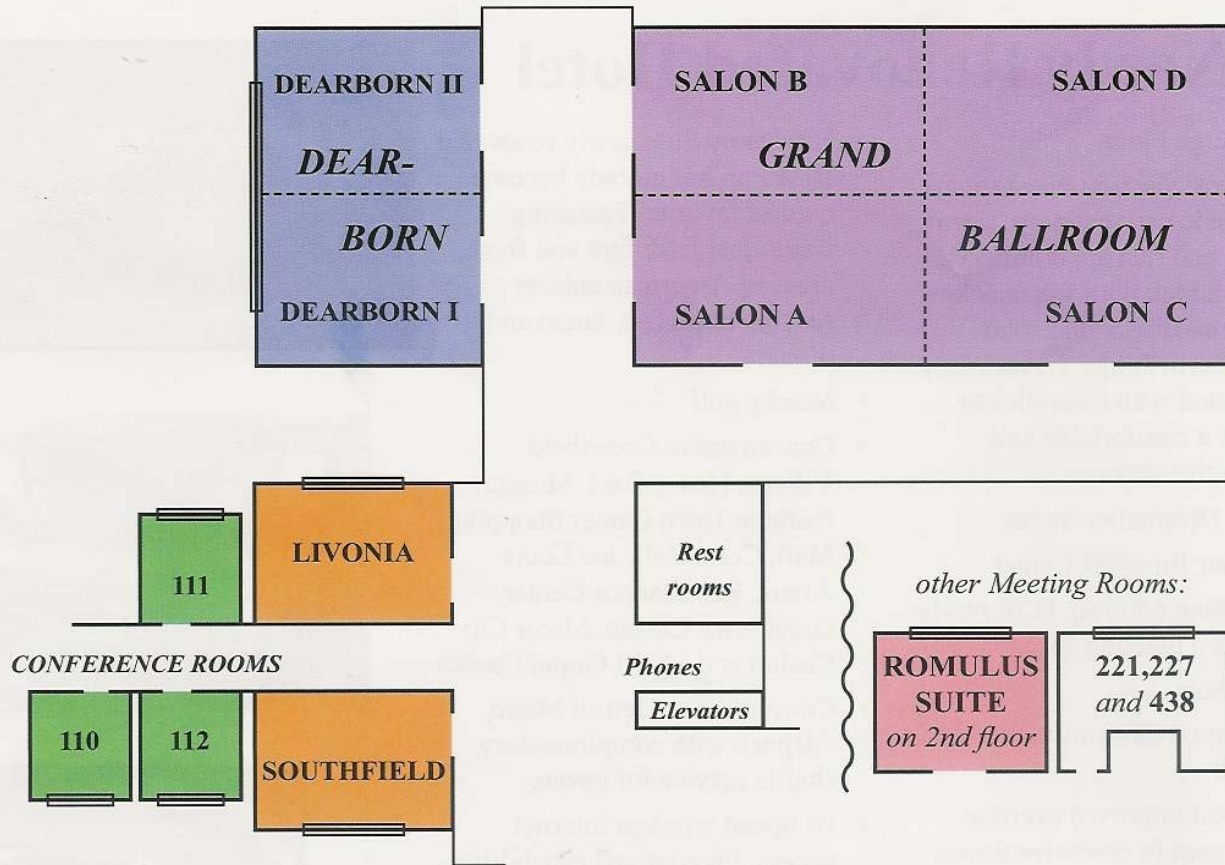 DEARBORN II
DEAR-
BORN
DEARBORN I
SALON B
SALON D
GRAND
BALLROOM
SALON A
SALON C
LIVONIA
111
CONFERENCE ROOMS
110
112
SOUTHFIELD
Rest
rooms
Phones
Elevators
other Meeting Rooms:
ROMULUS
SUITE
on 2nd floor
221,227
and 438